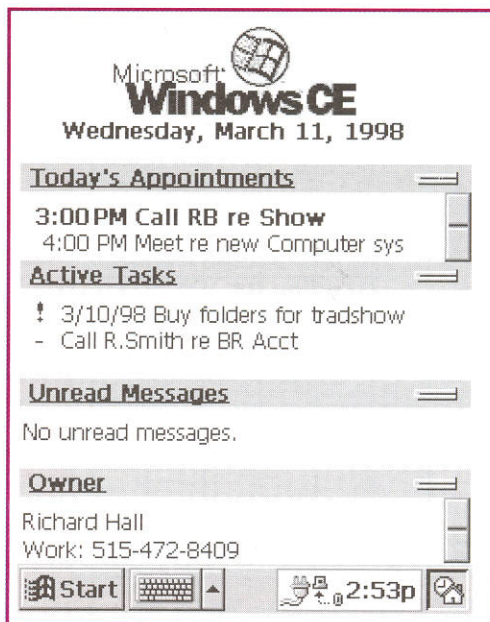 Microsoft
Windows CE
Wednesday, March 11, 1998
Today's Appointments
3:00 PM Call RB re Show
4:00 PM Meet re new Computer sys
Active Tasks
! 3/10/98 Buy folders for tradshow
- Call R.Smith re BR Acct
Unread Messages
No unread messages.
Owner
Richard Hall
Work: 515-472-8409
Start 2:53p